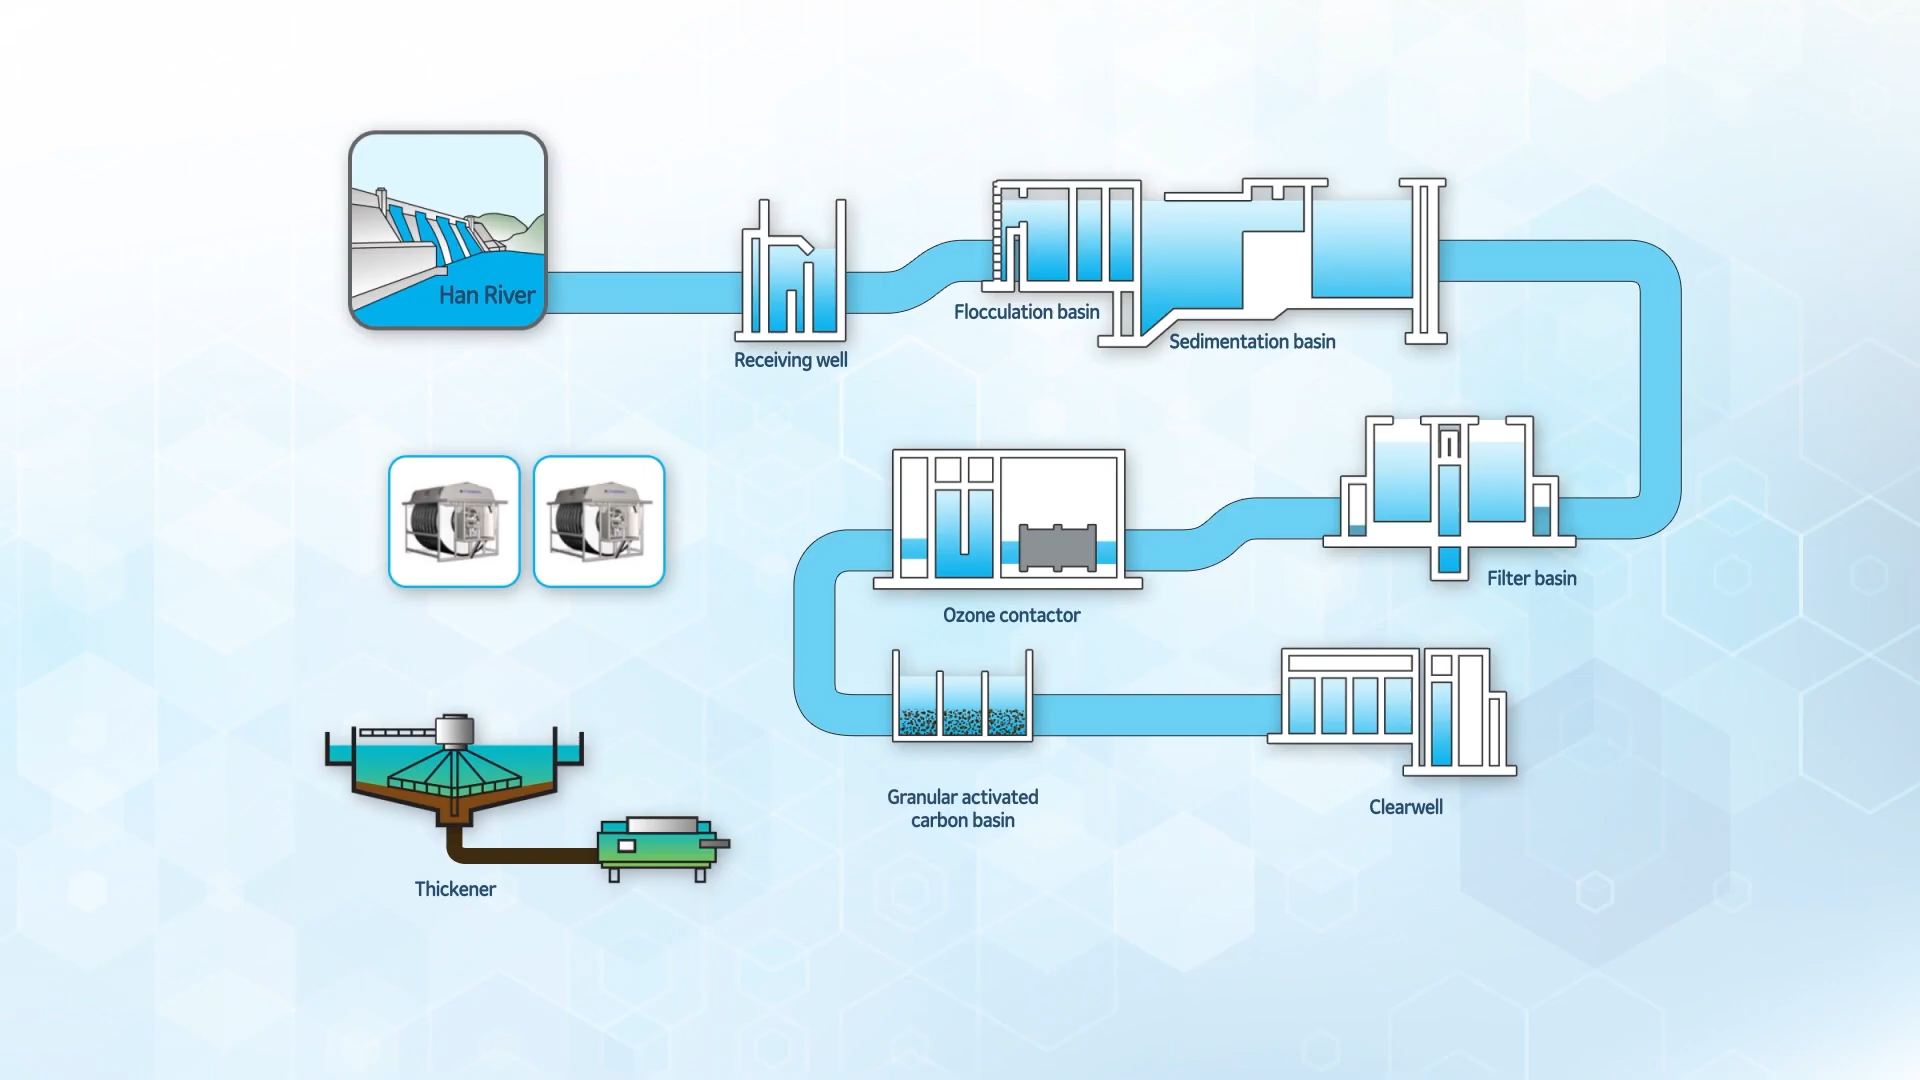 Han River
Receiving well
Flocculation basin
Sedimentation basin
Filter basin
Ozone contactor
Granular activated
carbon basin
Clearwell
Thickener